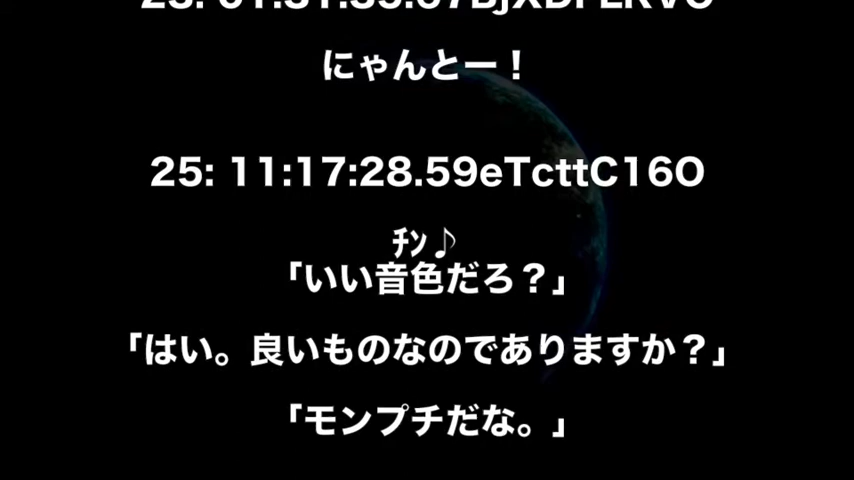 にゃんとー！
25: 11:17:28.59eTcttC16O
ﾁﾝ♪
「いい音色だろ？」
「はい。良いものなのでありますか？」
「モンプチだな。」